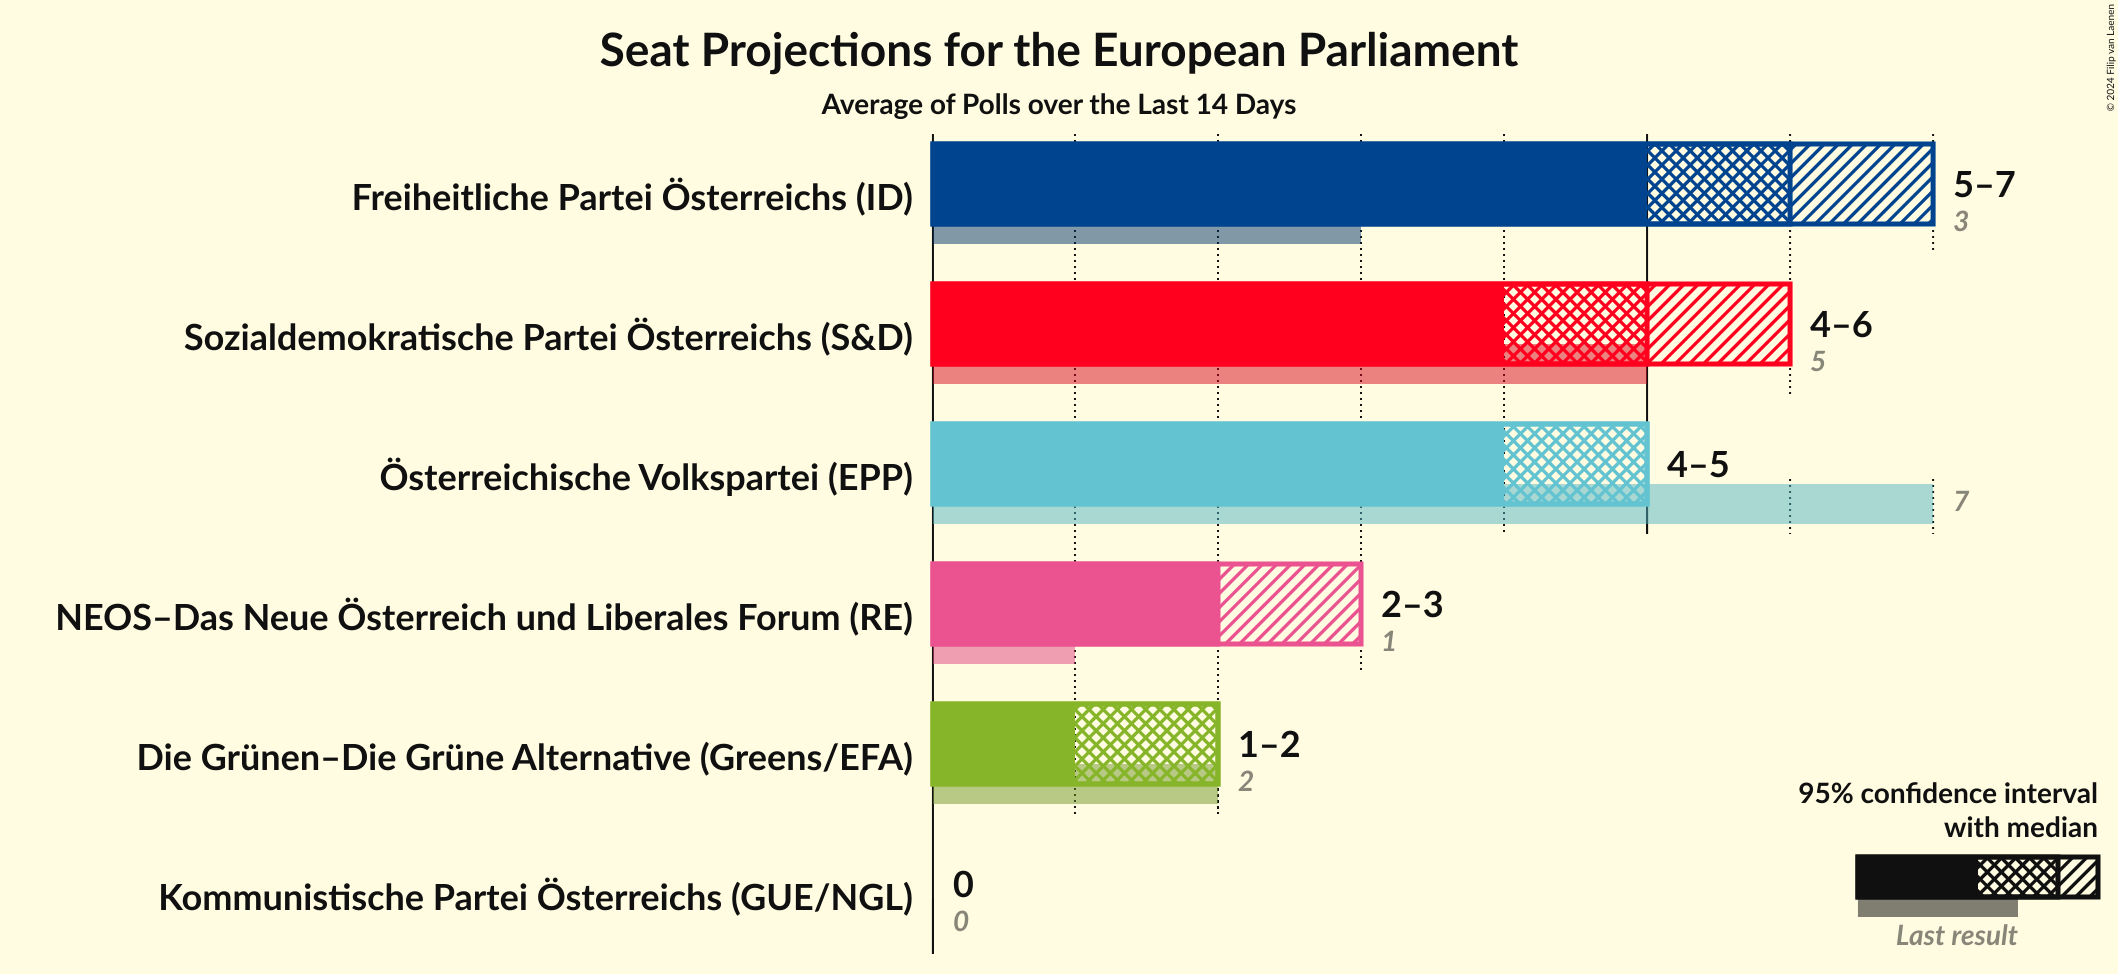 Seat Projections for the European Parliament
Average of Polls over the Last 14 Days
© 2024 Filip van Laenen
Freiheitliche Partei Österreichs (ID)
5–7
3
Sozialdemokratische Partei Österreichs (S&D)
4–6
5
Österreichische Volkspartei (EPP)
4–5
7
NEOS–Das Neue Österreich und Liberales Forum (RE)
2–3
1
Die Grünen–Die Grüne Alternative (Greens/EFA)
1–2
2
Kommunistische Partei Österreichs (GUE/NGL)
0
0
95% confidence interval
with median
Last result